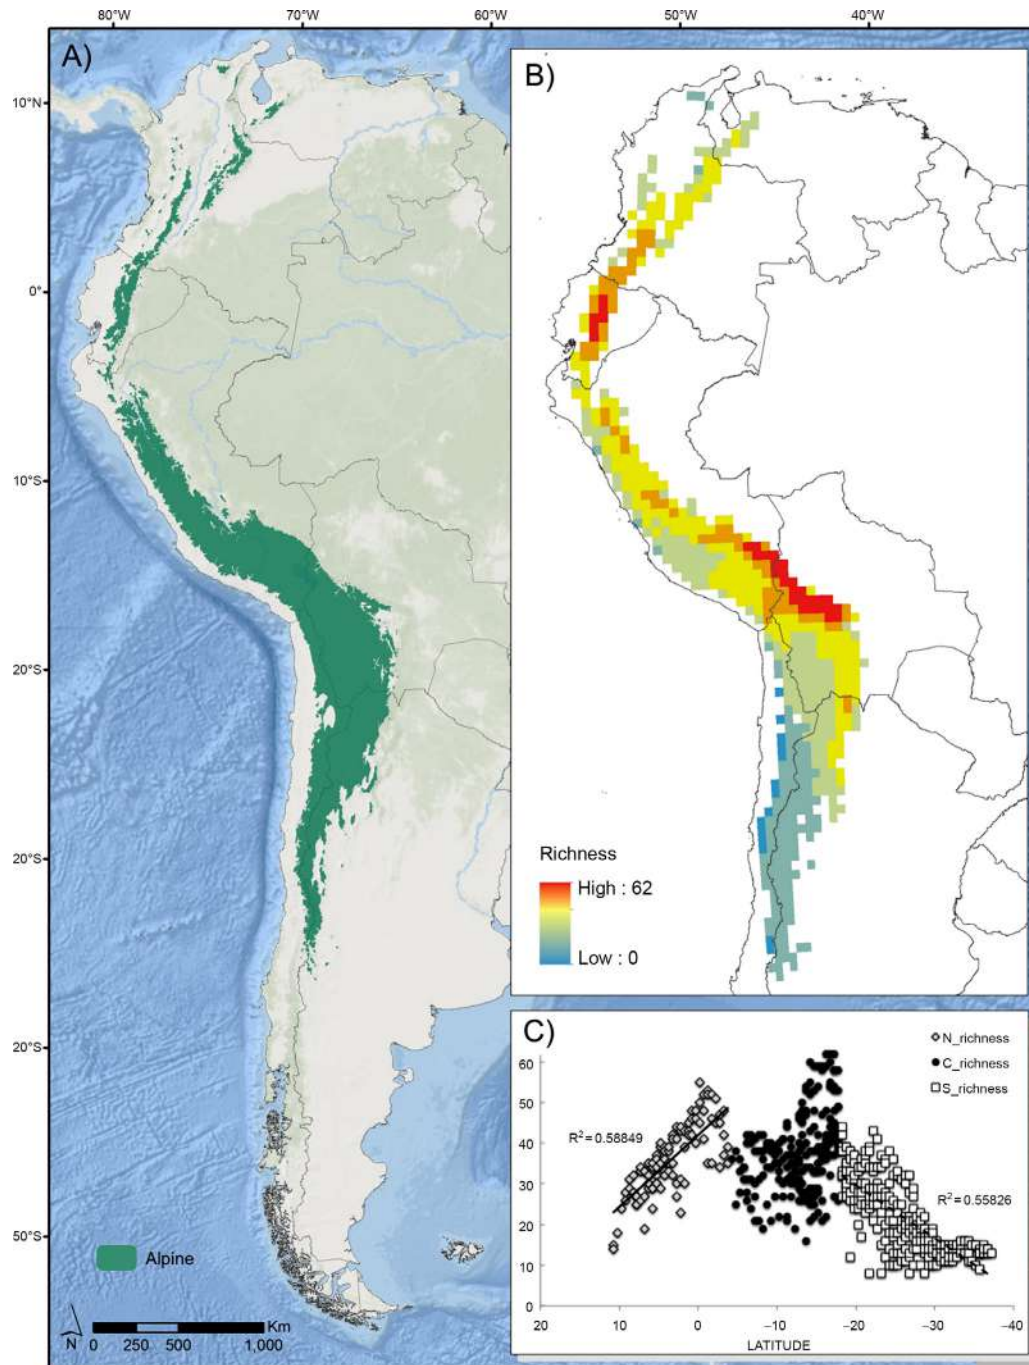 80°W 70°W 60°W 50°W 40°W
A)
B)
10°N
0°
10°S
20°S
20°S
20°S
50°S
Richness
High : 62
Low : 0
Alpine
N
Km
0 250 500 1,000
C)
N_richness
C_richness
S_richness
60
50
40
30
20
10
0
R²=0.58849
R²=0.55826
20 10 0 -10 -20 -30 -40
LATITUDE